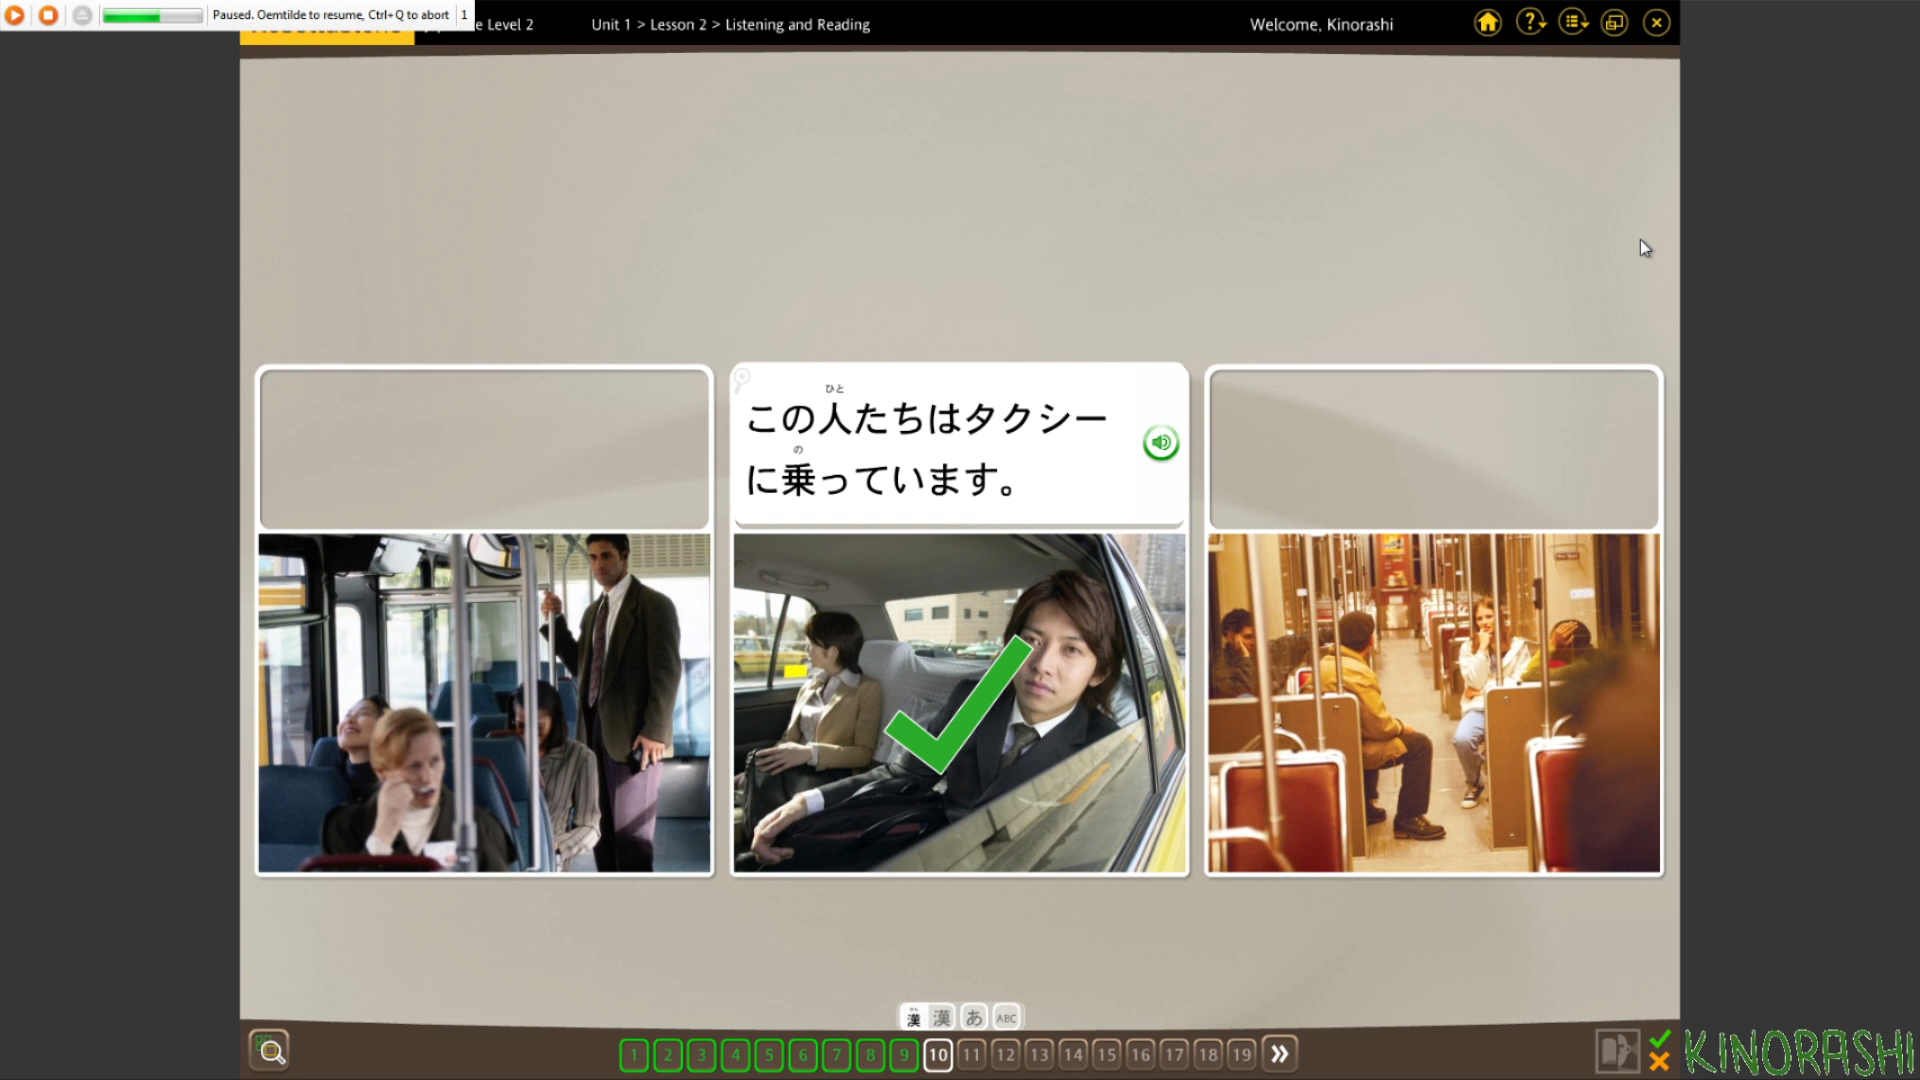 Paused. Oemtilde to resume, Ctrl+Q to abort 1
e Level 2
Unit 1 > Lesson 2 > Listening and Reading
Welcome, Kinorashi
ひと
この人たちはタクシー
の
に乗っています。
漢 漢 あ ABC
1 2 3 4 5 6 7 8 9 10 11 12 13 14 15 16 17 18 19
KINORASHI